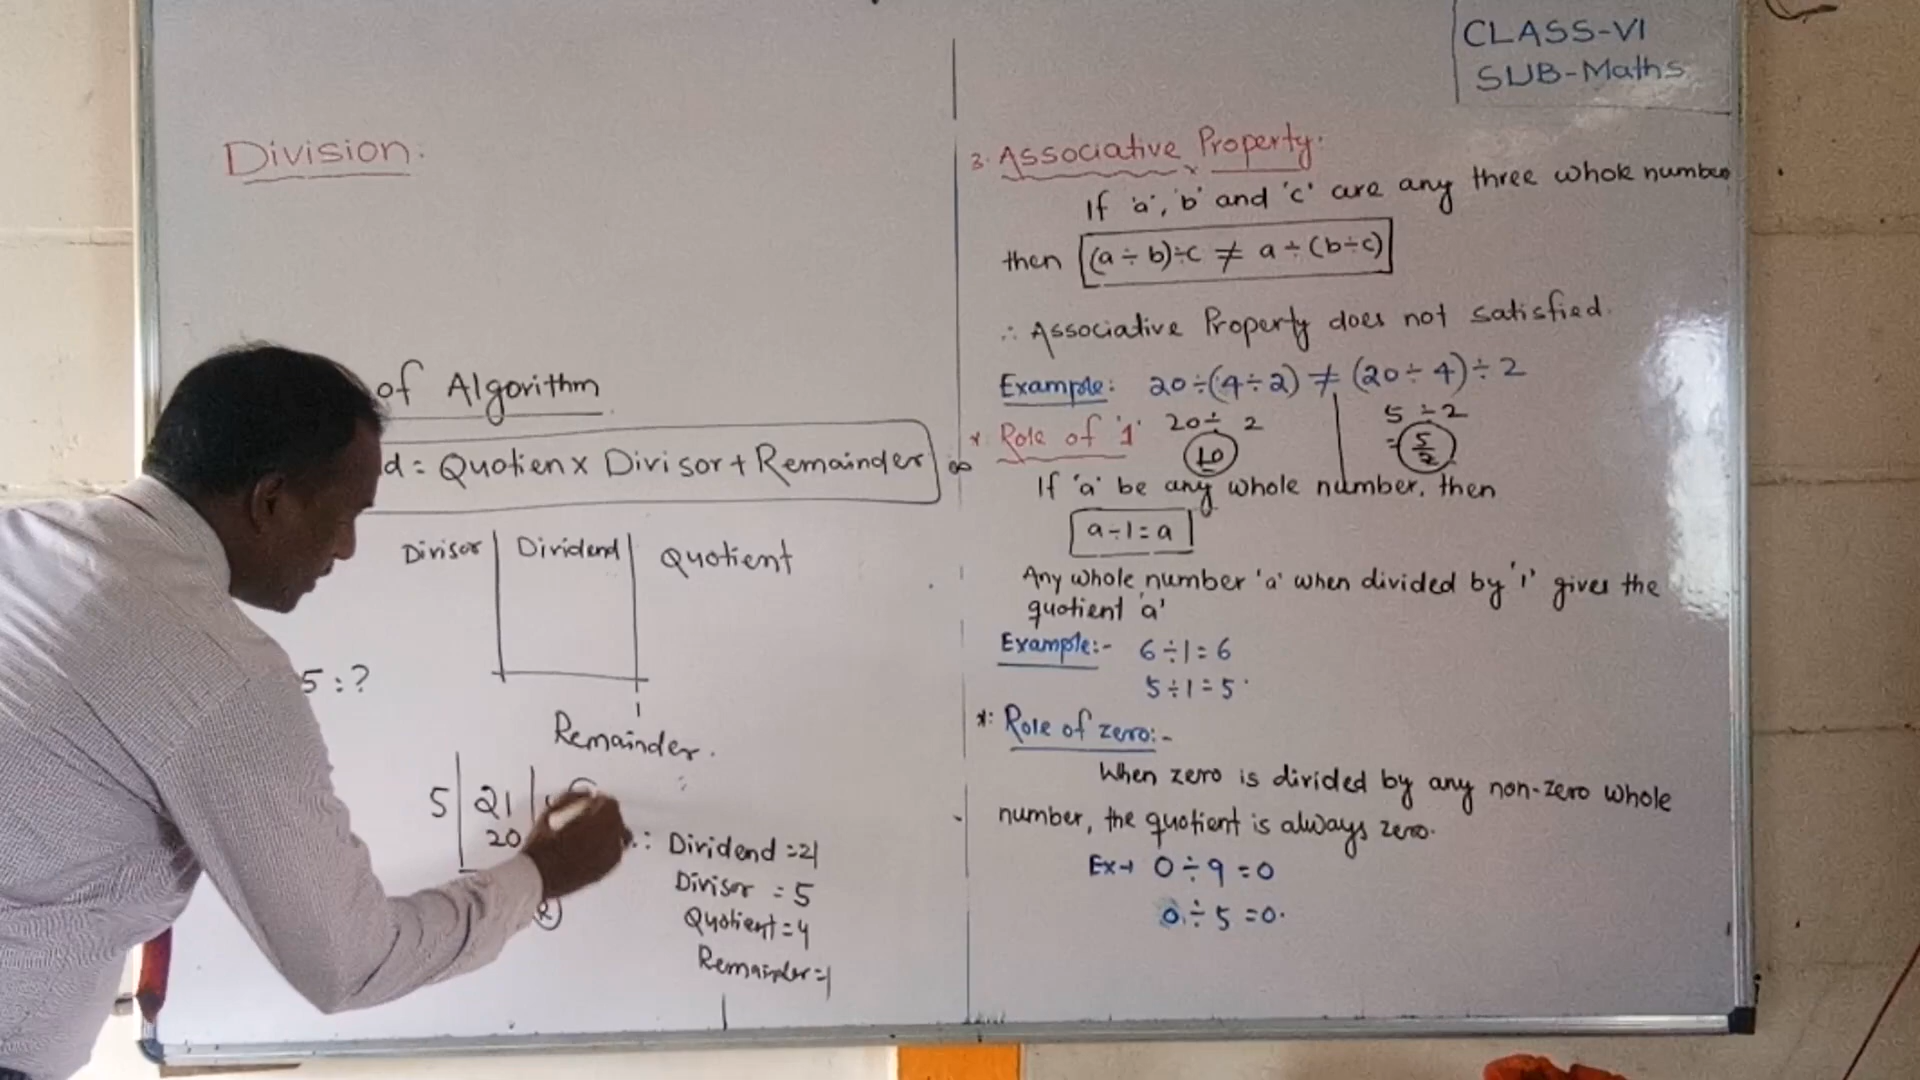 CLASS-VI
SUB-Maths
Division.
of Algorithm
d = Quotien x Divisor + Remainder
Divisor Dividend Quotient
5 : ?
Remainder.
5 21
20
R
∴ Dividend = 21
Divisor = 5
Quotient = 4
Remainder = 1
3. Associative Property.
If 'a', 'b' and 'c' are any three whole number
then (a ÷ b) ÷ c ≠ a ÷ (b ÷ c)
∴ Associative Property does not satisfied.
Example: 20 ÷ (4 ÷ 2) ≠ (20 ÷ 4) ÷ 2
20 ÷ 2 5 ÷ 2
10 = 5/2
* Role of '1'
If 'a' be any whole number, then
a ÷ 1 = a
Any whole number 'a' when divided by '1' gives the
quotient 'a'
Example:- 6 ÷ 1 = 6
5 ÷ 1 = 5.
*: Role of zero:-
When zero is divided by any non-zero whole
number, the quotient is always zero.
Ex→ 0 ÷ 9 = 0
0 ÷ 5 = 0.